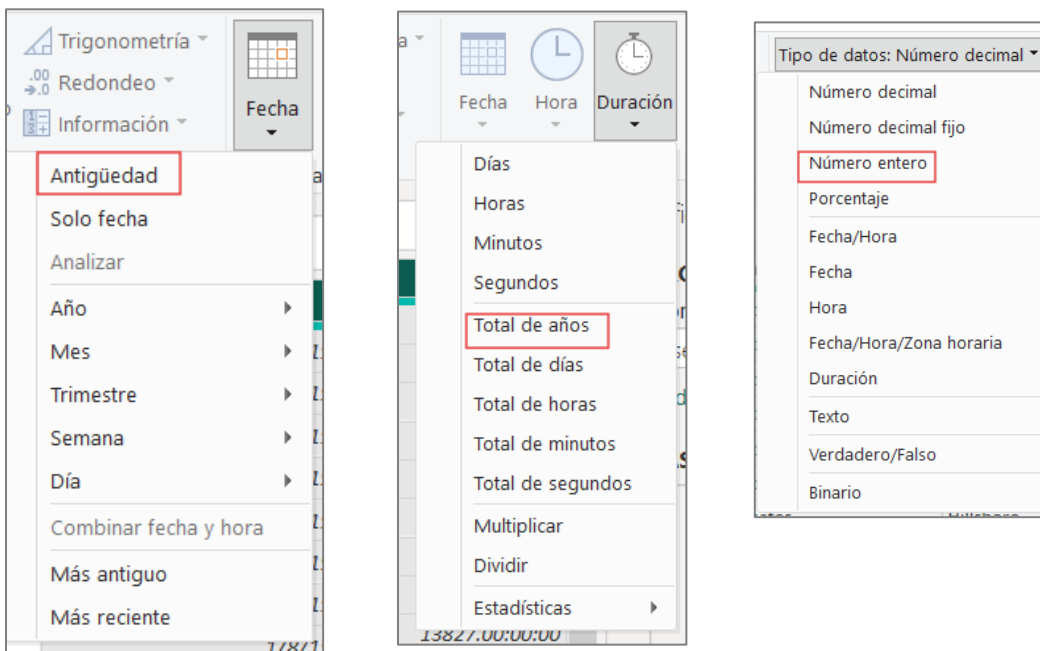 Trigonometría
.00
.0 Redondeo
Información
Fecha
Antigüedad
Solo fecha
Analizar
Año
Mes
Trimestre
Semana
Día
Combinar fecha y hora
Más antiguo
Más reciente
17871
a
Fecha
Hora
Duración
Días
Horas
Minutos
Segundos
Total de años
Total de días
Total de horas
Total de minutos
Total de segundos
Multiplicar
Dividir
Estadísticas
13827.00:00:00
Tipo de datos: Número decimal
Número decimal
Número decimal fijo
Número entero
Porcentaje
Fecha/Hora
Fecha
Hora
Fecha/Hora/Zona horaria
Duración
Texto
Verdadero/Falso
Binario